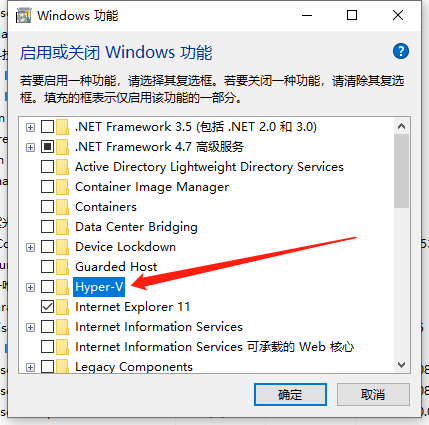 Windows 功能
启用或关闭 Windows 功能
若要启用一种功能，请选择其复选框。若要关闭一种功能，请清除其复选
框。填充的框表示仅启用该功能的一部分。
.NET Framework 3.5 (包括 .NET 2.0 和 3.0)
.NET Framework 4.7 高级服务
Active Directory Lightweight Directory Services
Container Image Manager
Containers
Data Center Bridging
Device Lockdown
Guarded Host
Hyper-V
Internet Explorer 11
Internet Information Services
Internet Information Services 可承载的 Web 核心
Legacy Components
确定
取消